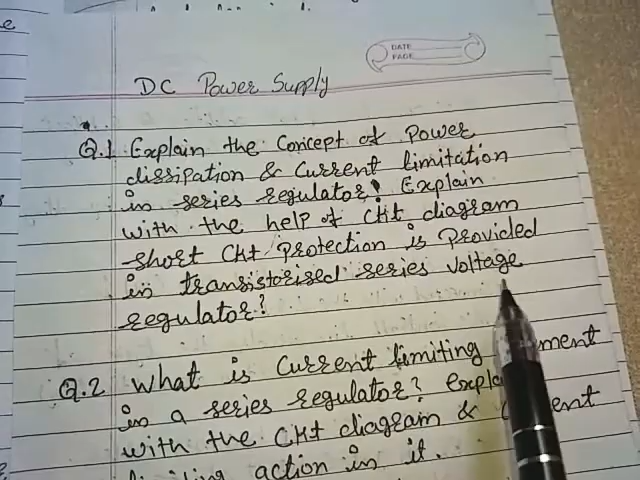 DATE
PAGE
DC Power Supply
Q.1 Explain the Concept of Power
dissipation & Current limitation
in series regulator? Explain
with the help of CKt diagram
short CKt protection is Provided
in transistorised series voltage
regulator?
Q.2 What is Current limiting
in a series regulator?
with the CKt diagram &
action in it.